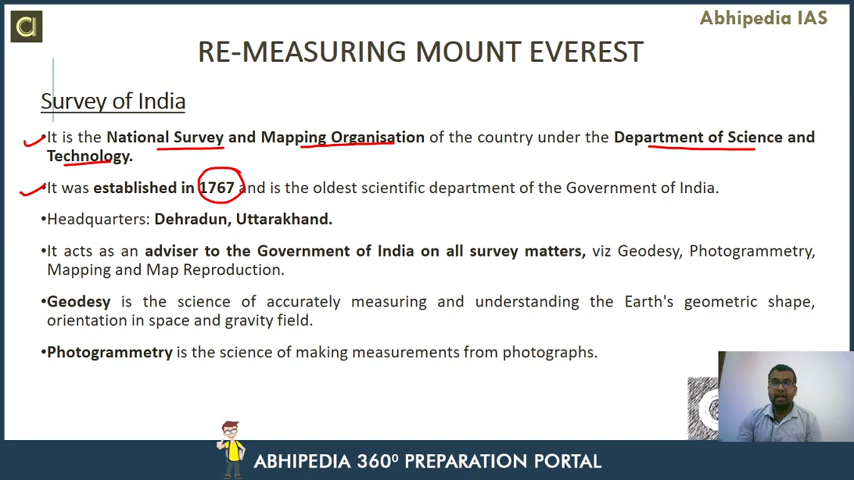 Abhipedia IAS
RE-MEASURING MOUNT EVEREST
Survey of India
•It is the National Survey and Mapping Organisation of the country under the Department of Science and
Technology.
•It was established in 1767 and is the oldest scientific department of the Government of India.
•Headquarters: Dehradun, Uttarakhand.
•It acts as an adviser to the Government of India on all survey matters, viz Geodesy, Photogrammetry,
Mapping and Map Reproduction.
•Geodesy is the science of accurately measuring and understanding the Earth's geometric shape,
orientation in space and gravity field.
•Photogrammetry is the science of making measurements from photographs.
ABHIPEDIA 360⁰ PREPARATION PORTAL